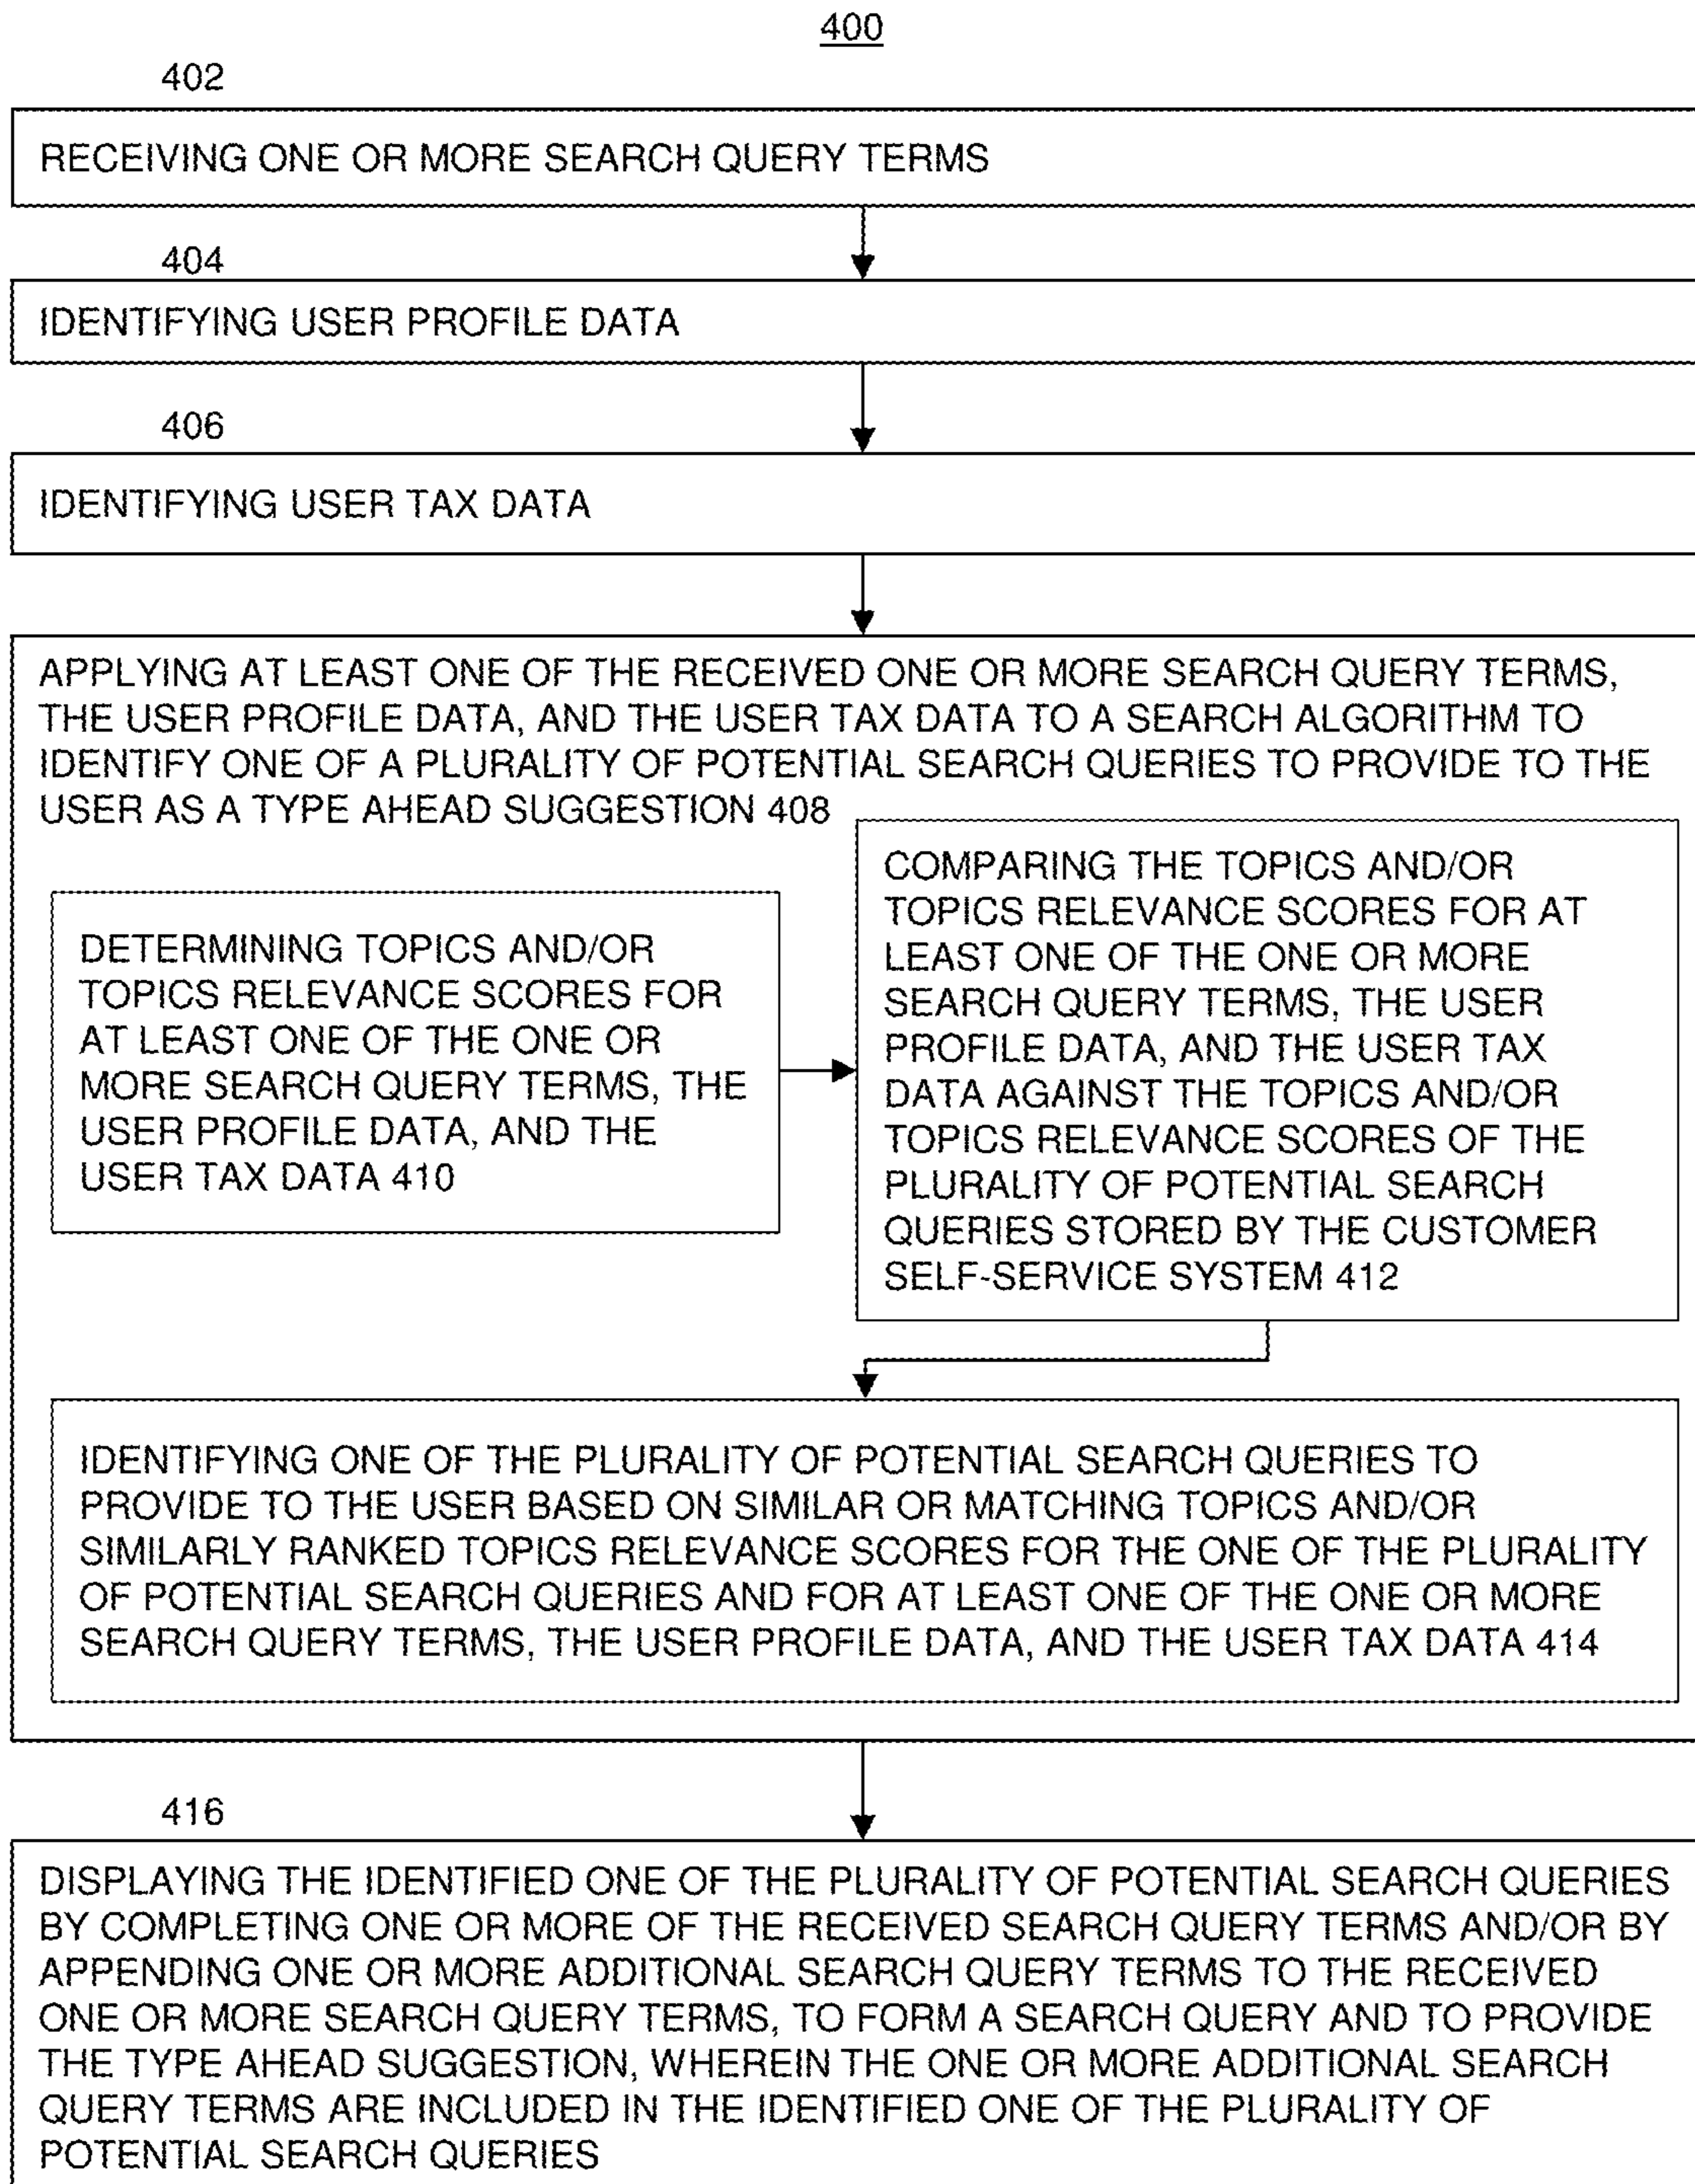 400
402
RECEIVING ONE OR MORE SEARCH QUERY TERMS
404
IDENTIFYING USER PROFILE DATA
406
IDENTIFYING USER TAX DATA
APPLYING AT LEAST ONE OF THE RECEIVED ONE OR MORE SEARCH QUERY TERMS,
THE USER PROFILE DATA, AND THE USER TAX DATA TO A SEARCH ALGORITHM TO
IDENTIFY ONE OF A PLURALITY OF POTENTIAL SEARCH QUERIES TO PROVIDE TO THE
USER AS A TYPE AHEAD SUGGESTION 408
DETERMINING TOPICS AND/OR
TOPICS RELEVANCE SCORES FOR
AT LEAST ONE OF THE ONE OR
MORE SEARCH QUERY TERMS, THE
USER PROFILE DATA, AND THE
USER TAX DATA 410
COMPARING THE TOPICS AND/OR
TOPICS RELEVANCE SCORES FOR AT
LEAST ONE OF THE ONE OR MORE
SEARCH QUERY TERMS, THE USER
PROFILE DATA, AND THE USER TAX
DATA AGAINST THE TOPICS AND/OR
TOPICS RELEVANCE SCORES OF THE
PLURALITY OF POTENTIAL SEARCH
QUERIES STORED BY THE CUSTOMER
SELF-SERVICE SYSTEM 412
IDENTIFYING ONE OF THE PLURALITY OF POTENTIAL SEARCH QUERIES TO
PROVIDE TO THE USER BASED ON SIMILAR OR MATCHING TOPICS AND/OR
SIMILARLY RANKED TOPICS RELEVANCE SCORES FOR THE ONE OF THE PLURALITY
OF POTENTIAL SEARCH QUERIES AND FOR AT LEAST ONE OF THE ONE OR MORE
SEARCH QUERY TERMS, THE USER PROFILE DATA, AND THE USER TAX DATA 414
416
DISPLAYING THE IDENTIFIED ONE OF THE PLURALITY OF POTENTIAL SEARCH QUERIES
BY COMPLETING ONE OR MORE OF THE RECEIVED SEARCH QUERY TERMS AND/OR BY
APPENDING ONE OR MORE ADDITIONAL SEARCH QUERY TERMS TO THE RECEIVED
ONE OR MORE SEARCH QUERY TERMS, TO FORM A SEARCH QUERY AND TO PROVIDE
THE TYPE AHEAD SUGGESTION, WHEREIN THE ONE OR MORE ADDITIONAL SEARCH
QUERY TERMS ARE INCLUDED IN THE IDENTIFIED ONE OF THE PLURALITY OF
POTENTIAL SEARCH QUERIES